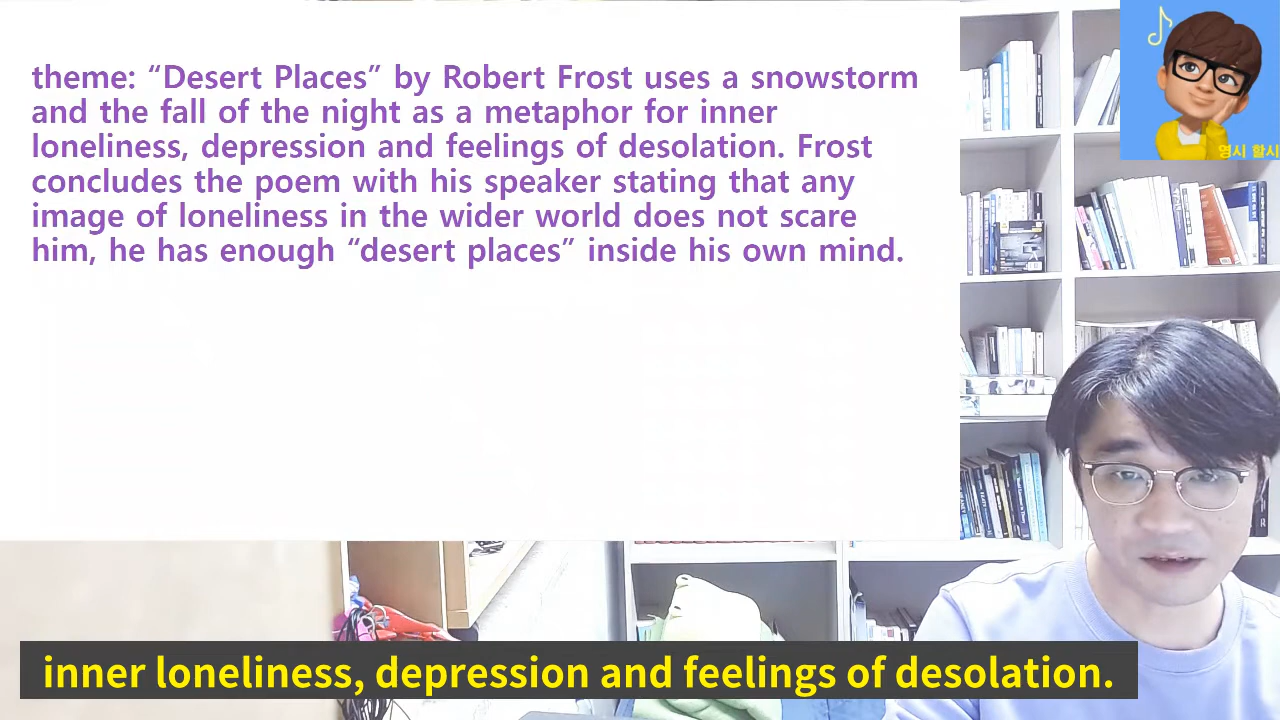 theme: “Desert Places” by Robert Frost uses a snowstorm
and the fall of the night as a metaphor for inner
loneliness, depression and feelings of desolation. Frost
concludes the poem with his speaker stating that any
image of loneliness in the wider world does not scare
him, he has enough “desert places” inside his own mind.
영시 할시
inner loneliness, depression and feelings of desolation.